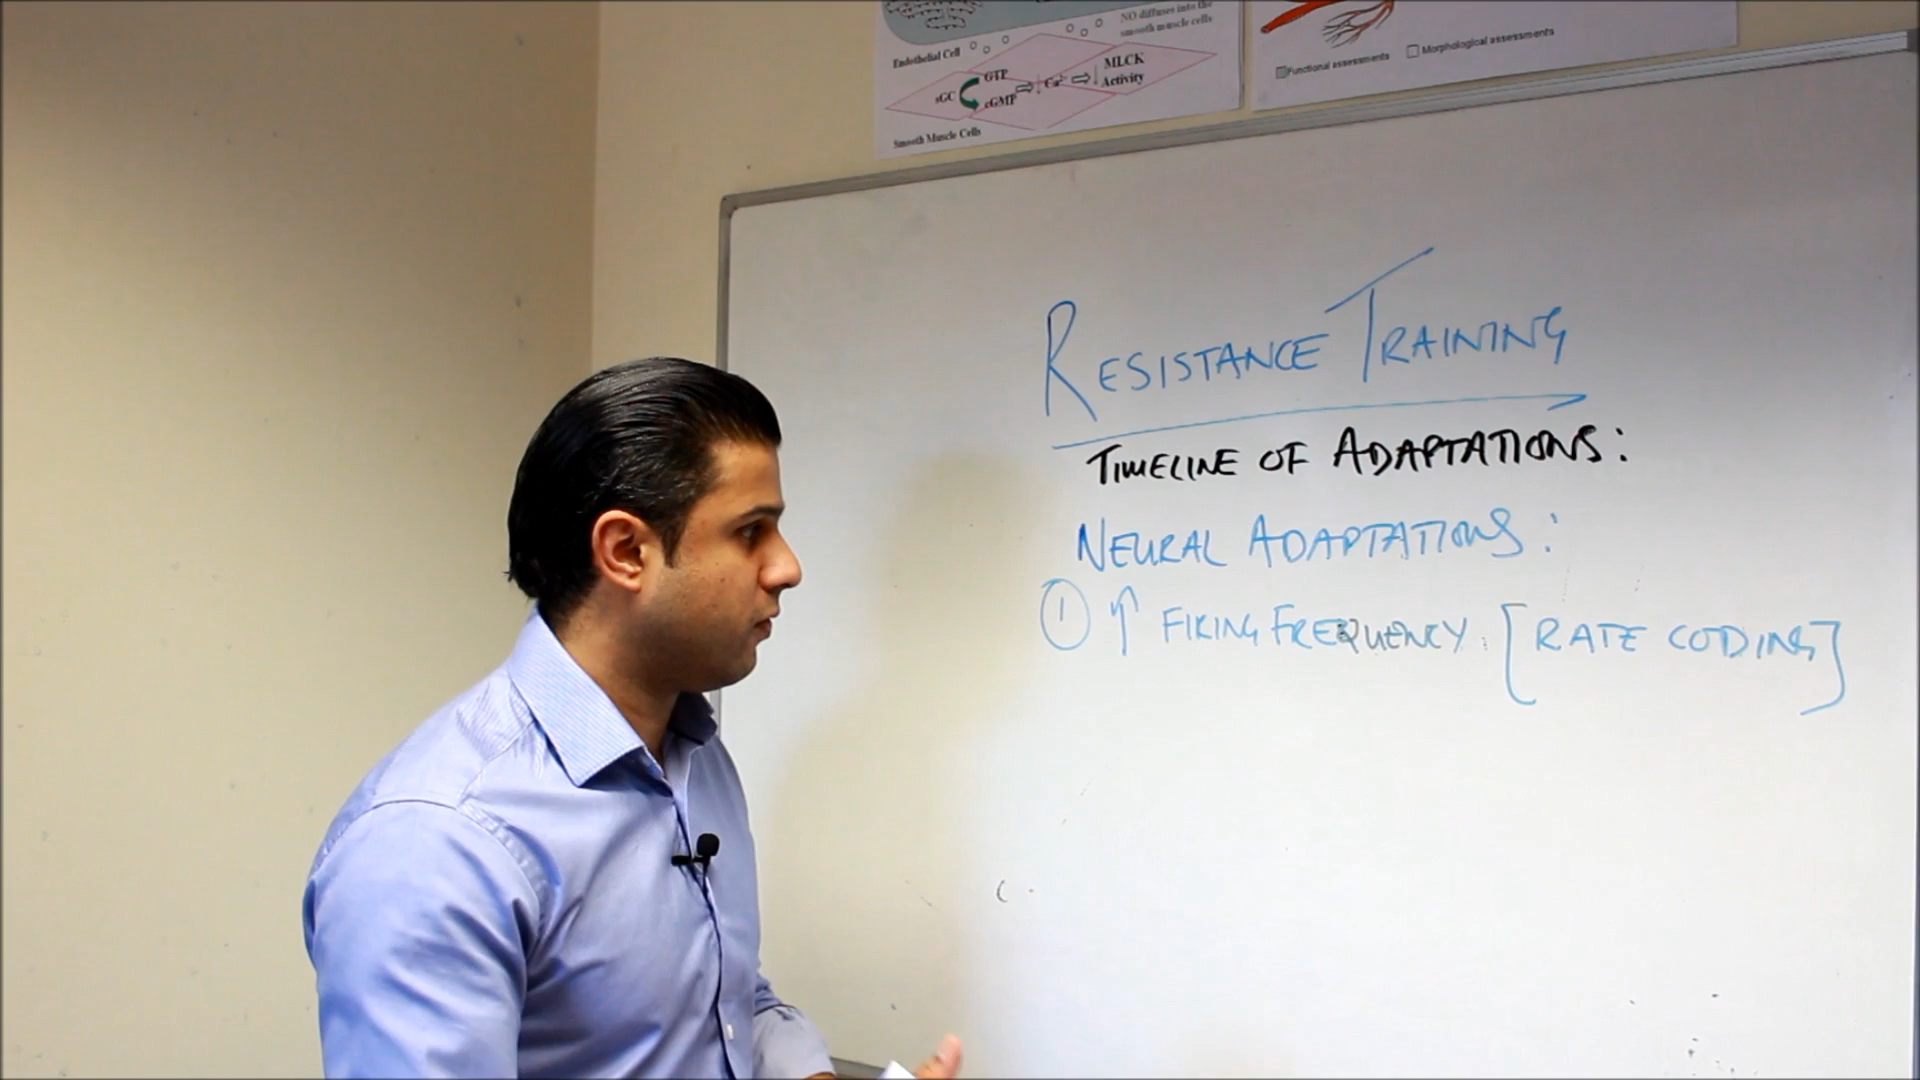 NO diffuses into the
smooth muscle cells
Endothelial Cell
GTP
sGC
cGMP
Ca2+
MLCK
Activity
Smooth Muscle Cells
Functional assessments
Morphological assessments
RESISTANCE TRAINING
TIMELINE OF ADAPTATIONS:
NEURAL ADAPTATIONS:
① ↑ FIRING FREQUENCY. [RATE CODING]